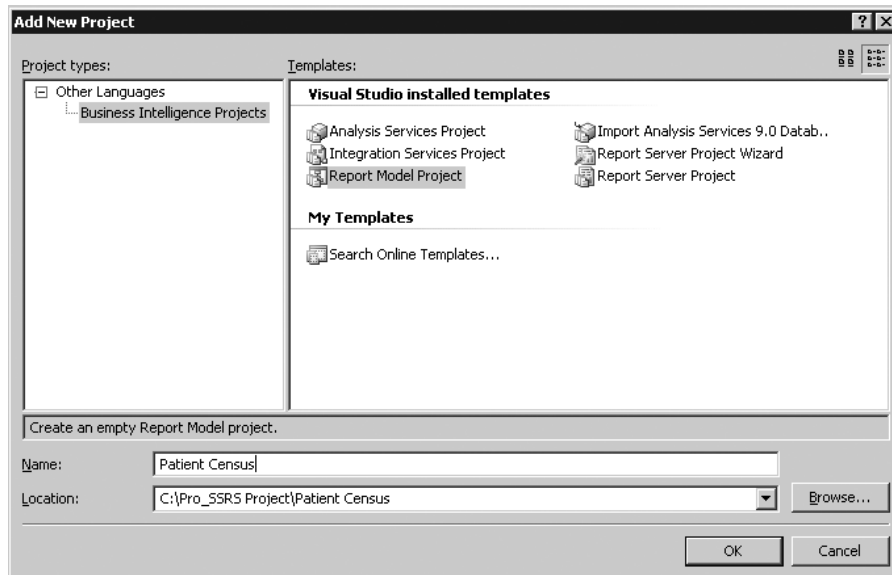 Add New Project
Project types:
Templates:
Other Languages
Business Intelligence Projects
Visual Studio installed templates
Analysis Services Project
Import Analysis Services 9.0 Datab..
Integration Services Project
Report Server Project Wizard
Report Model Project
Report Server Project
My Templates
Search Online Templates...
Create an empty Report Model project.
Name:
Patient Census
Location:
C:\Pro_SSRS Project\Patient Census
Browse...
OK
Cancel